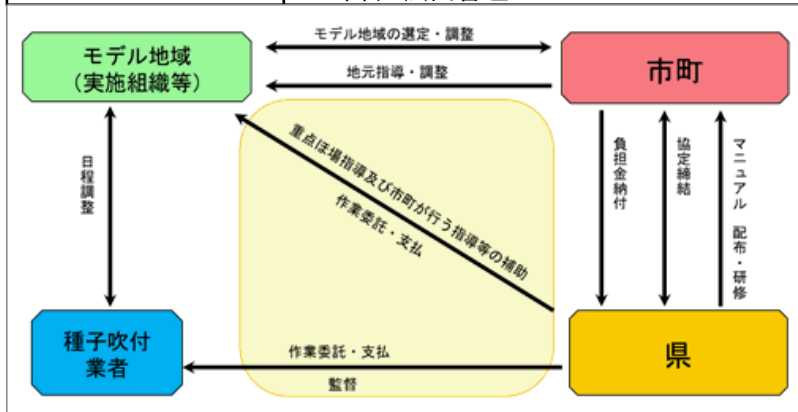 モデル地域の選定・調整
モデル地域
(実施組織等)
市町
地元指導・調整
重点ほ場指導及び市町が行う指導等の補助
作業委託・支払
日程調整
負担金納付
協定締結
マニュアル 配布・研修
種子吹付
業者
作業委託・支払
監督
県